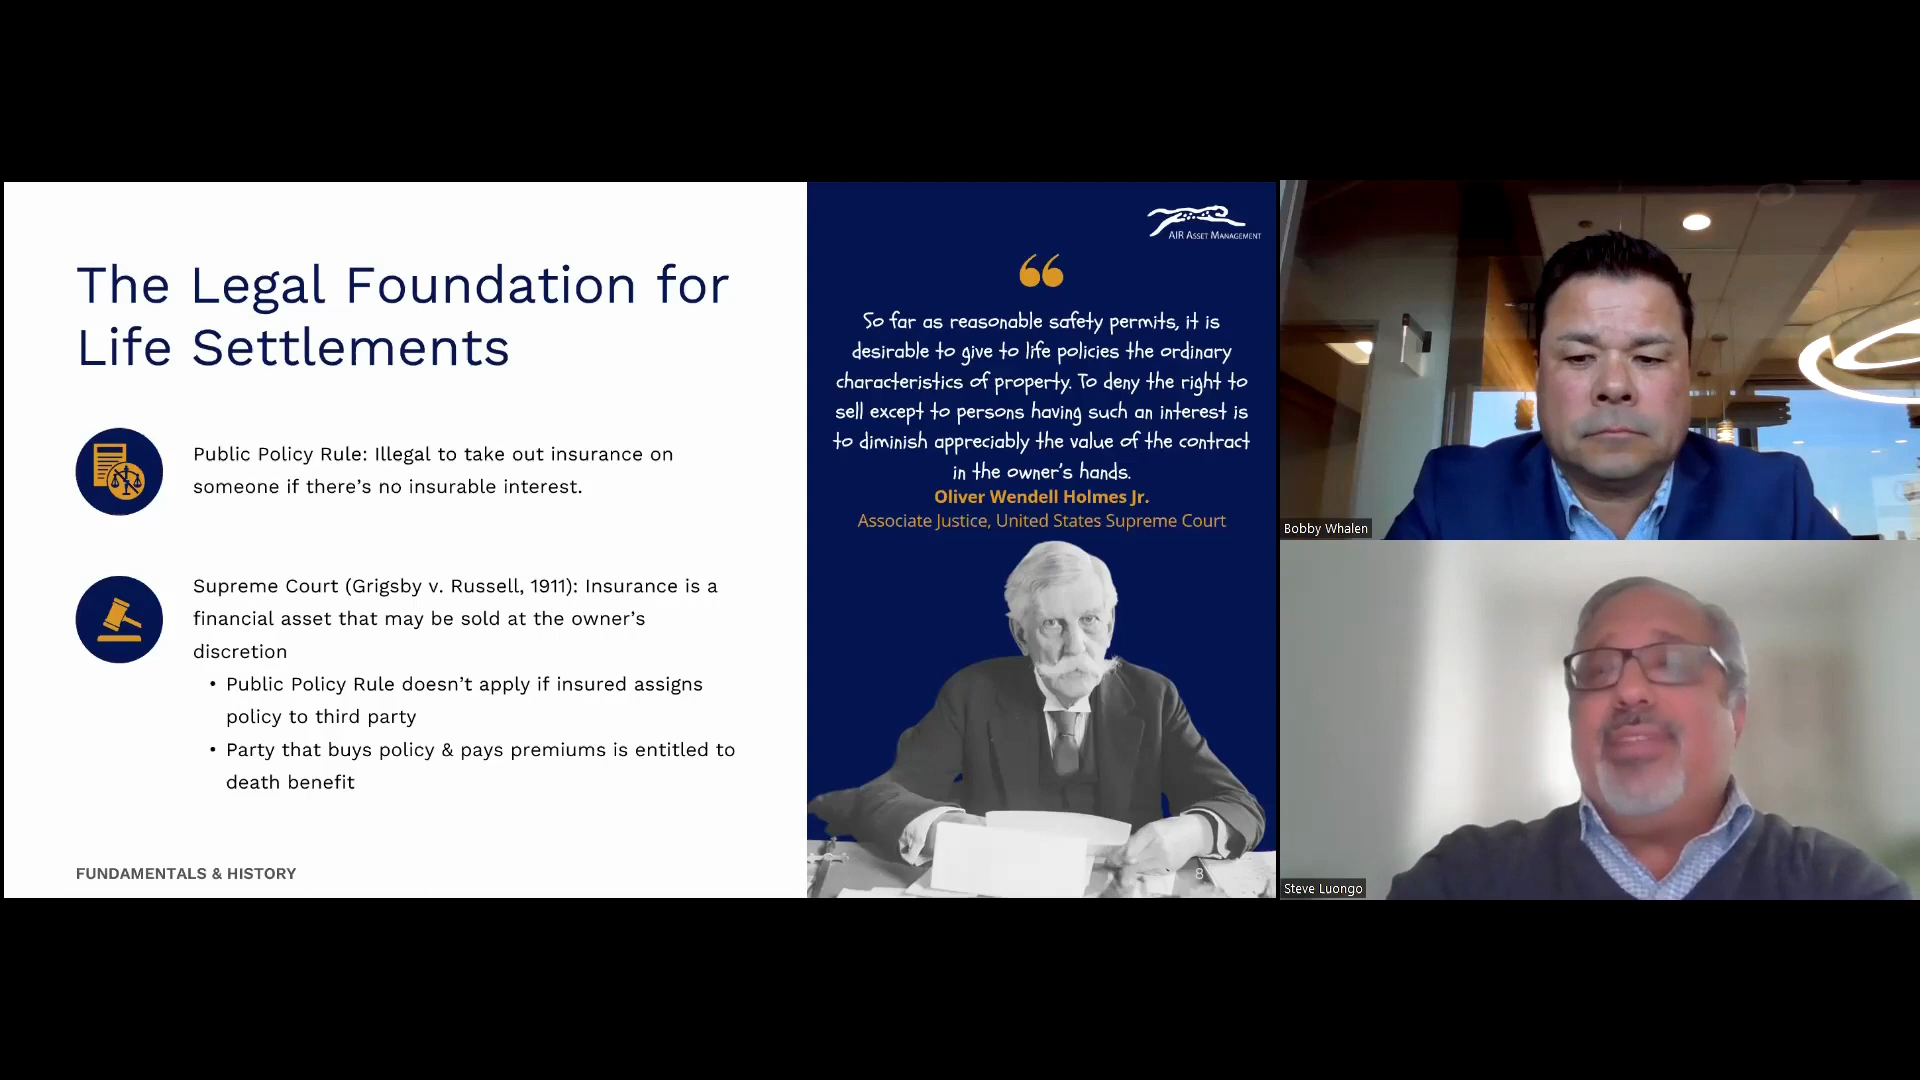 The Legal Foundation for
Life Settlements
Public Policy Rule: Illegal to take out insurance on
someone if there’s no insurable interest.
Supreme Court (Grigsby v. Russell, 1911): Insurance is a
financial asset that may be sold at the owner’s
discretion
• Public Policy Rule doesn’t apply if insured assigns
policy to third party
• Party that buys policy & pays premiums is entitled to
death benefit
FUNDAMENTALS & HISTORY
AIR ASSET MANAGEMENT
“
So far as reasonable safety permits, it is
desirable to give to life policies the ordinary
characteristics of property. To deny the right to
sell except to persons having such an interest is
to diminish appreciably the value of the contract
in the owner’s hands.
Oliver Wendell Holmes Jr.
Associate Justice, United States Supreme Court
8
Bobby Whalen
Steve Luongo